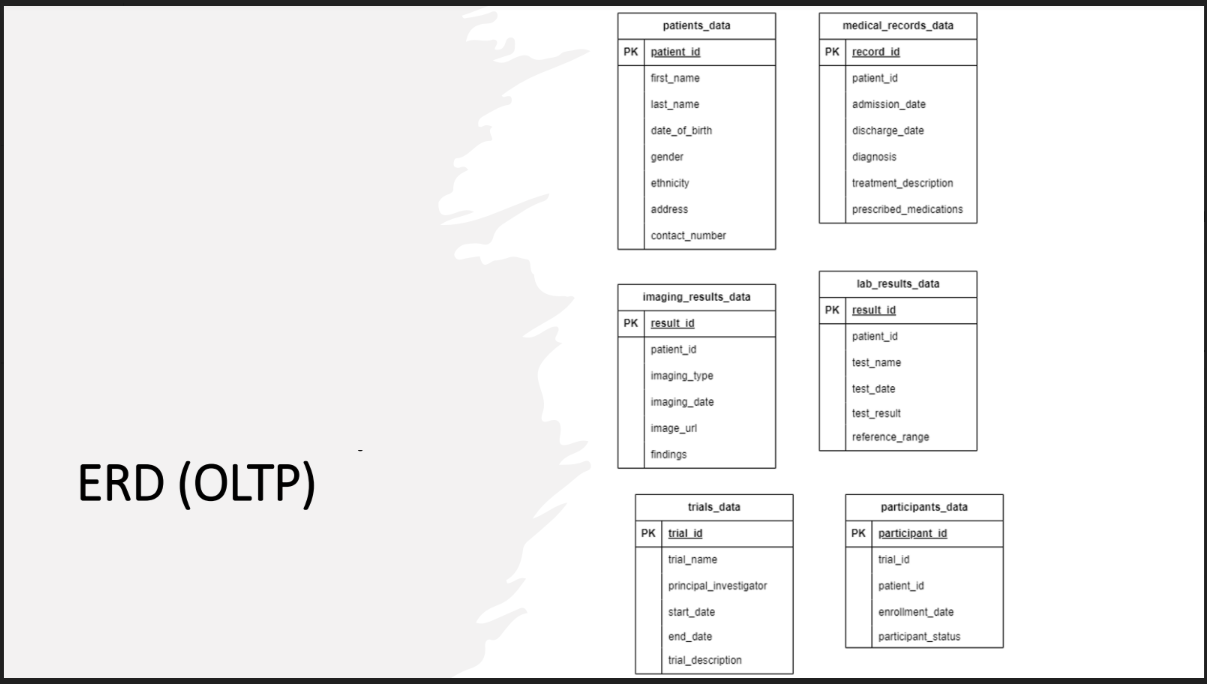 ERD (OLTP)
-
patients_data
PK patient_id
first_name
last_name
date_of_birth
gender
ethnicity
address
contact_number
medical_records_data
PK record_id
patient_id
admission_date
discharge_date
diagnosis
treatment_description
prescribed_medications
imaging_results_data
PK result_id
patient_id
imaging_type
imaging_date
image_url
findings
lab_results_data
PK result_id
patient_id
test_name
test_date
test_result
reference_range
trials_data
PK trial_id
trial_name
principal_investigator
start_date
end_date
trial_description
participants_data
PK participant_id
trial_id
patient_id
enrollment_date
participant_status